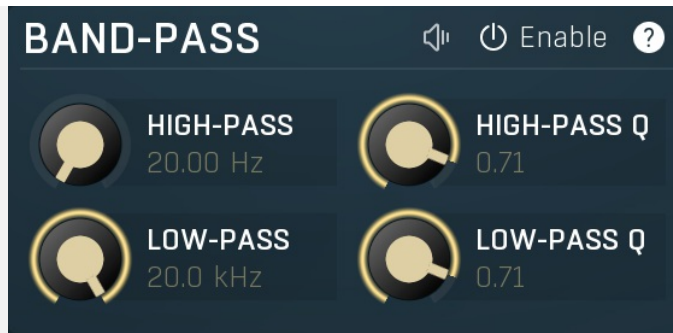 BAND-PASS Enable ?
HIGH-PASS HIGH-PASS Q
20.00 Hz 0.71
LOW-PASS LOW-PASS Q
20.0 kHz 0.71